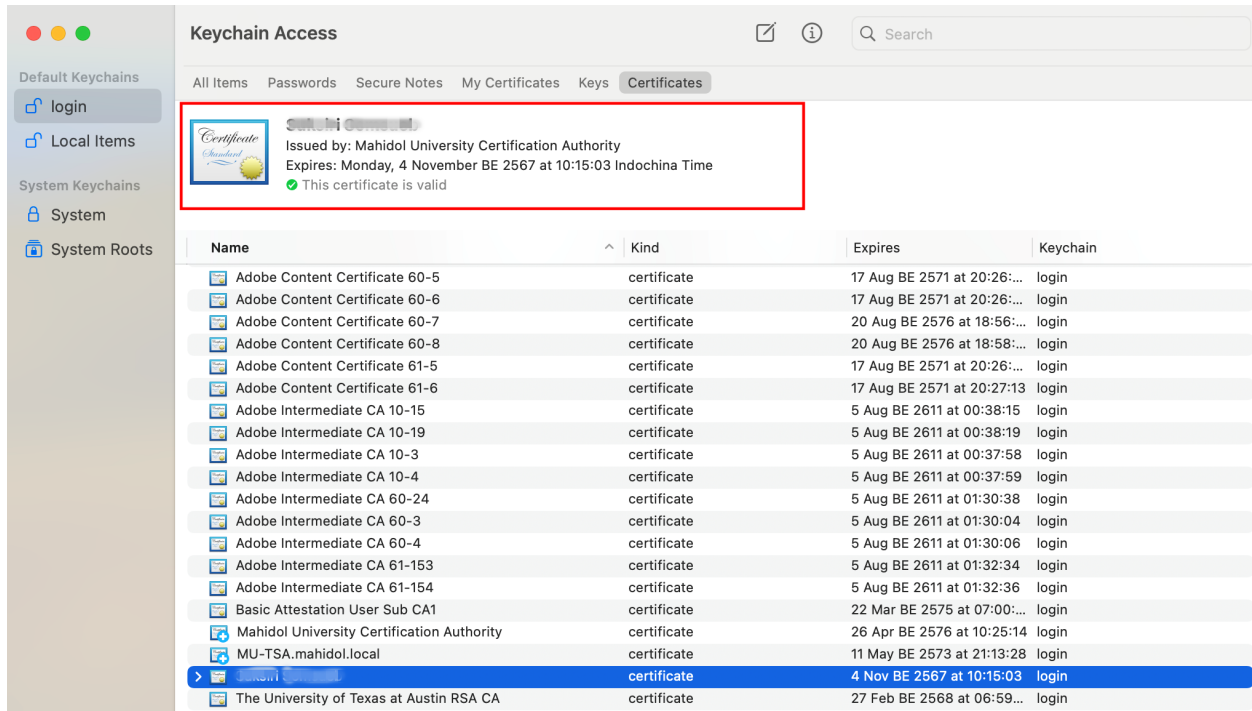 Keychain Access
Search
Default Keychains
login
Local Items
System Keychains
System
System Roots
All Items Passwords Secure Notes My Certificates Keys Certificates
Certificate
Standard
Issued by: Mahidol University Certification Authority
Expires: Monday, 4 November BE 2567 at 10:15:03 Indochina Time
This certificate is valid
Name Kind Expires Keychain
Adobe Content Certificate 60-5 certificate 17 Aug BE 2571 at 20:26:... login
Adobe Content Certificate 60-6 certificate 17 Aug BE 2571 at 20:26:... login
Adobe Content Certificate 60-7 certificate 20 Aug BE 2576 at 18:56:... login
Adobe Content Certificate 60-8 certificate 20 Aug BE 2576 at 18:58:... login
Adobe Content Certificate 61-5 certificate 17 Aug BE 2571 at 20:26:... login
Adobe Content Certificate 61-6 certificate 17 Aug BE 2571 at 20:27:13 login
Adobe Intermediate CA 10-15 certificate 5 Aug BE 2611 at 00:38:15 login
Adobe Intermediate CA 10-19 certificate 5 Aug BE 2611 at 00:38:19 login
Adobe Intermediate CA 10-3 certificate 5 Aug BE 2611 at 00:37:58 login
Adobe Intermediate CA 10-4 certificate 5 Aug BE 2611 at 00:37:59 login
Adobe Intermediate CA 60-24 certificate 5 Aug BE 2611 at 01:30:38 login
Adobe Intermediate CA 60-3 certificate 5 Aug BE 2611 at 01:30:04 login
Adobe Intermediate CA 60-4 certificate 5 Aug BE 2611 at 01:30:06 login
Adobe Intermediate CA 61-153 certificate 5 Aug BE 2611 at 01:32:34 login
Adobe Intermediate CA 61-154 certificate 5 Aug BE 2611 at 01:32:36 login
Basic Attestation User Sub CA1 certificate 22 Mar BE 2575 at 07:00:... login
Mahidol University Certification Authority certificate 26 Apr BE 2576 at 10:25:14 login
MU-TSA.mahidol.local certificate 11 May BE 2573 at 21:13:28 login
certificate 4 Nov BE 2567 at 10:15:03 login
The University of Texas at Austin RSA CA certificate 27 Feb BE 2568 at 06:59... login